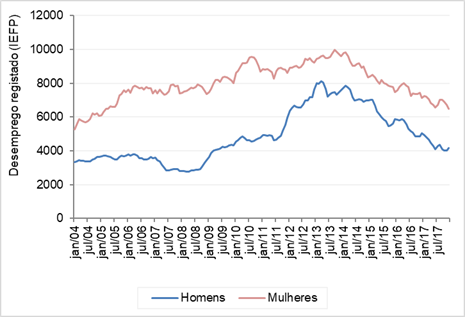 Desemprego registado (IEFP)
12000
10000
8000
6000
4000
2000
0
jan/04
jul/04
jan/05
jul/05
jan/06
jul/06
jan/07
jul/07
jan/08
jul/08
jan/09
jul/09
jan/10
jul/10
jan/11
jul/11
jan/12
jul/12
jan/13
jul/13
jan/14
jul/14
jan/15
jul/15
jan/16
jul/16
jan/17
jul/17
Homens
Mulheres